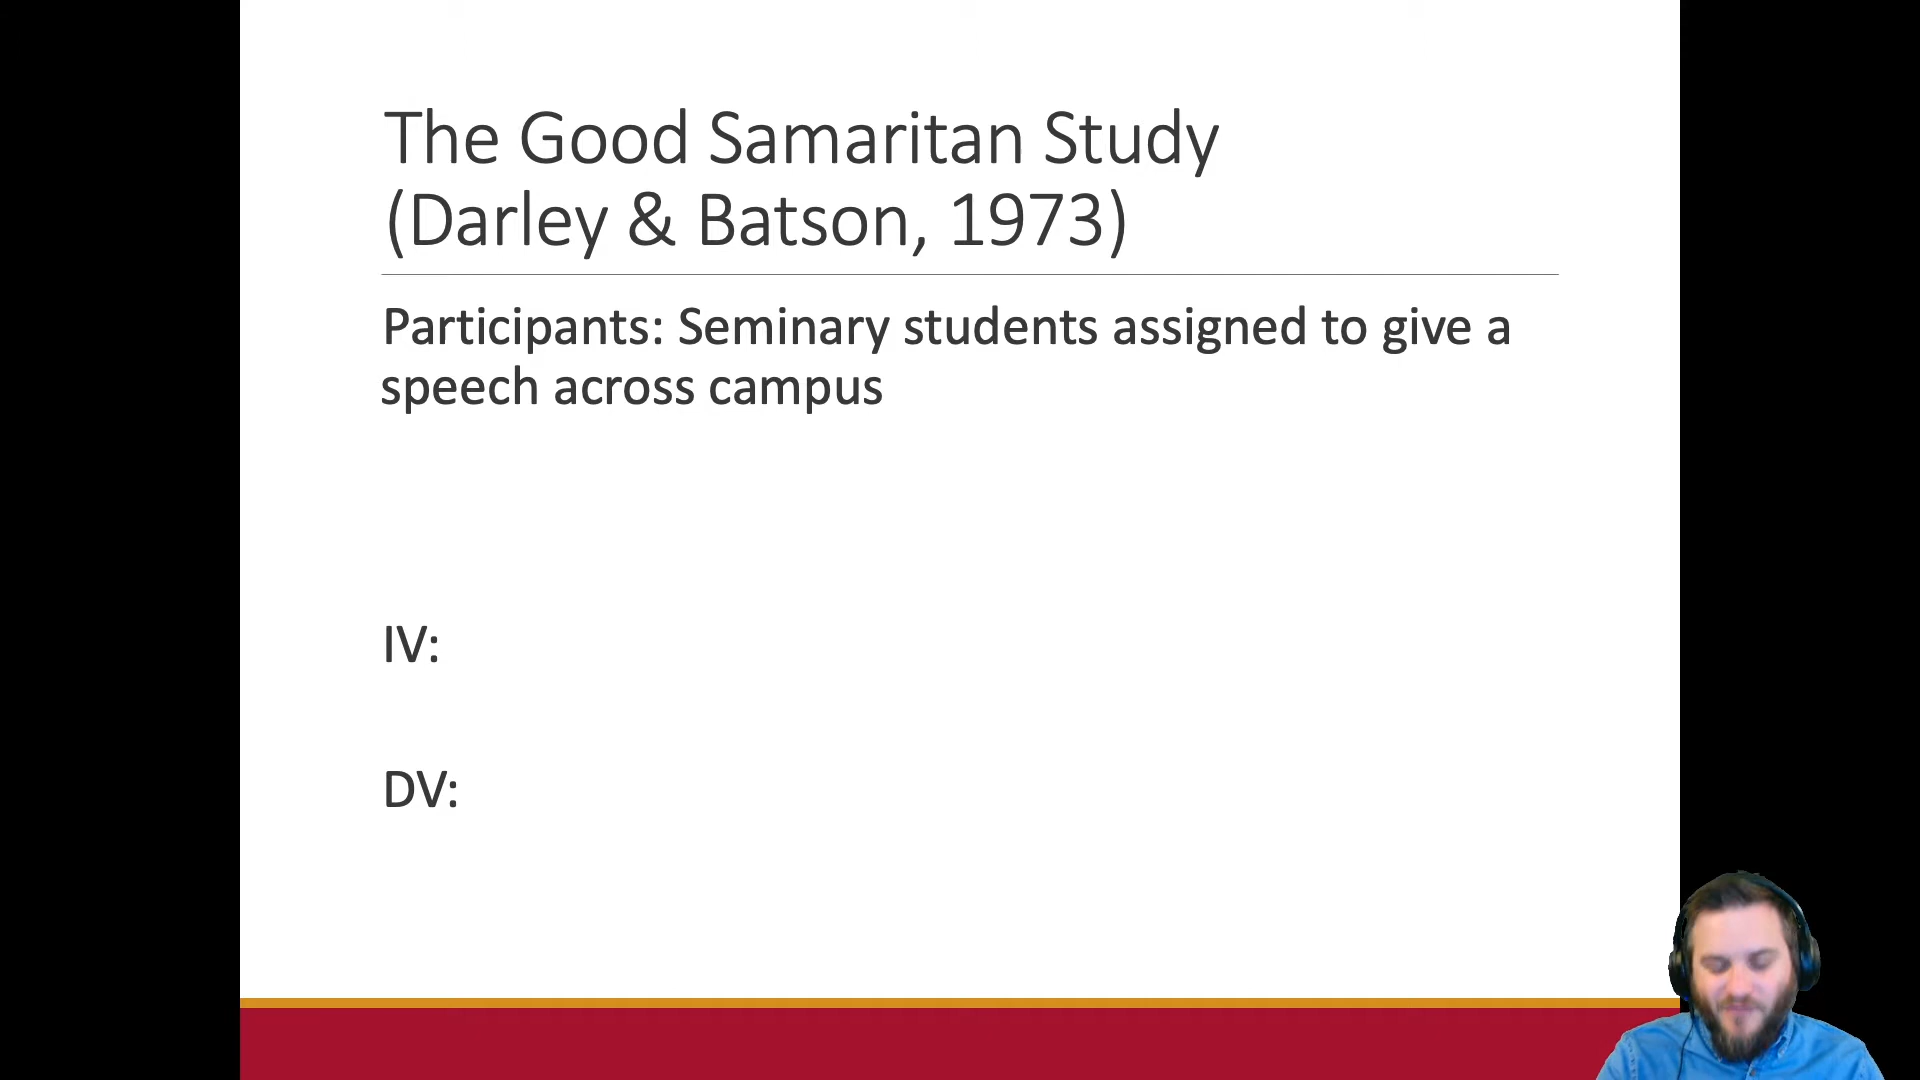 The Good Samaritan Study
(Darley & Batson, 1973)
Participants: Seminary students assigned to give a
speech across campus
IV:
DV: